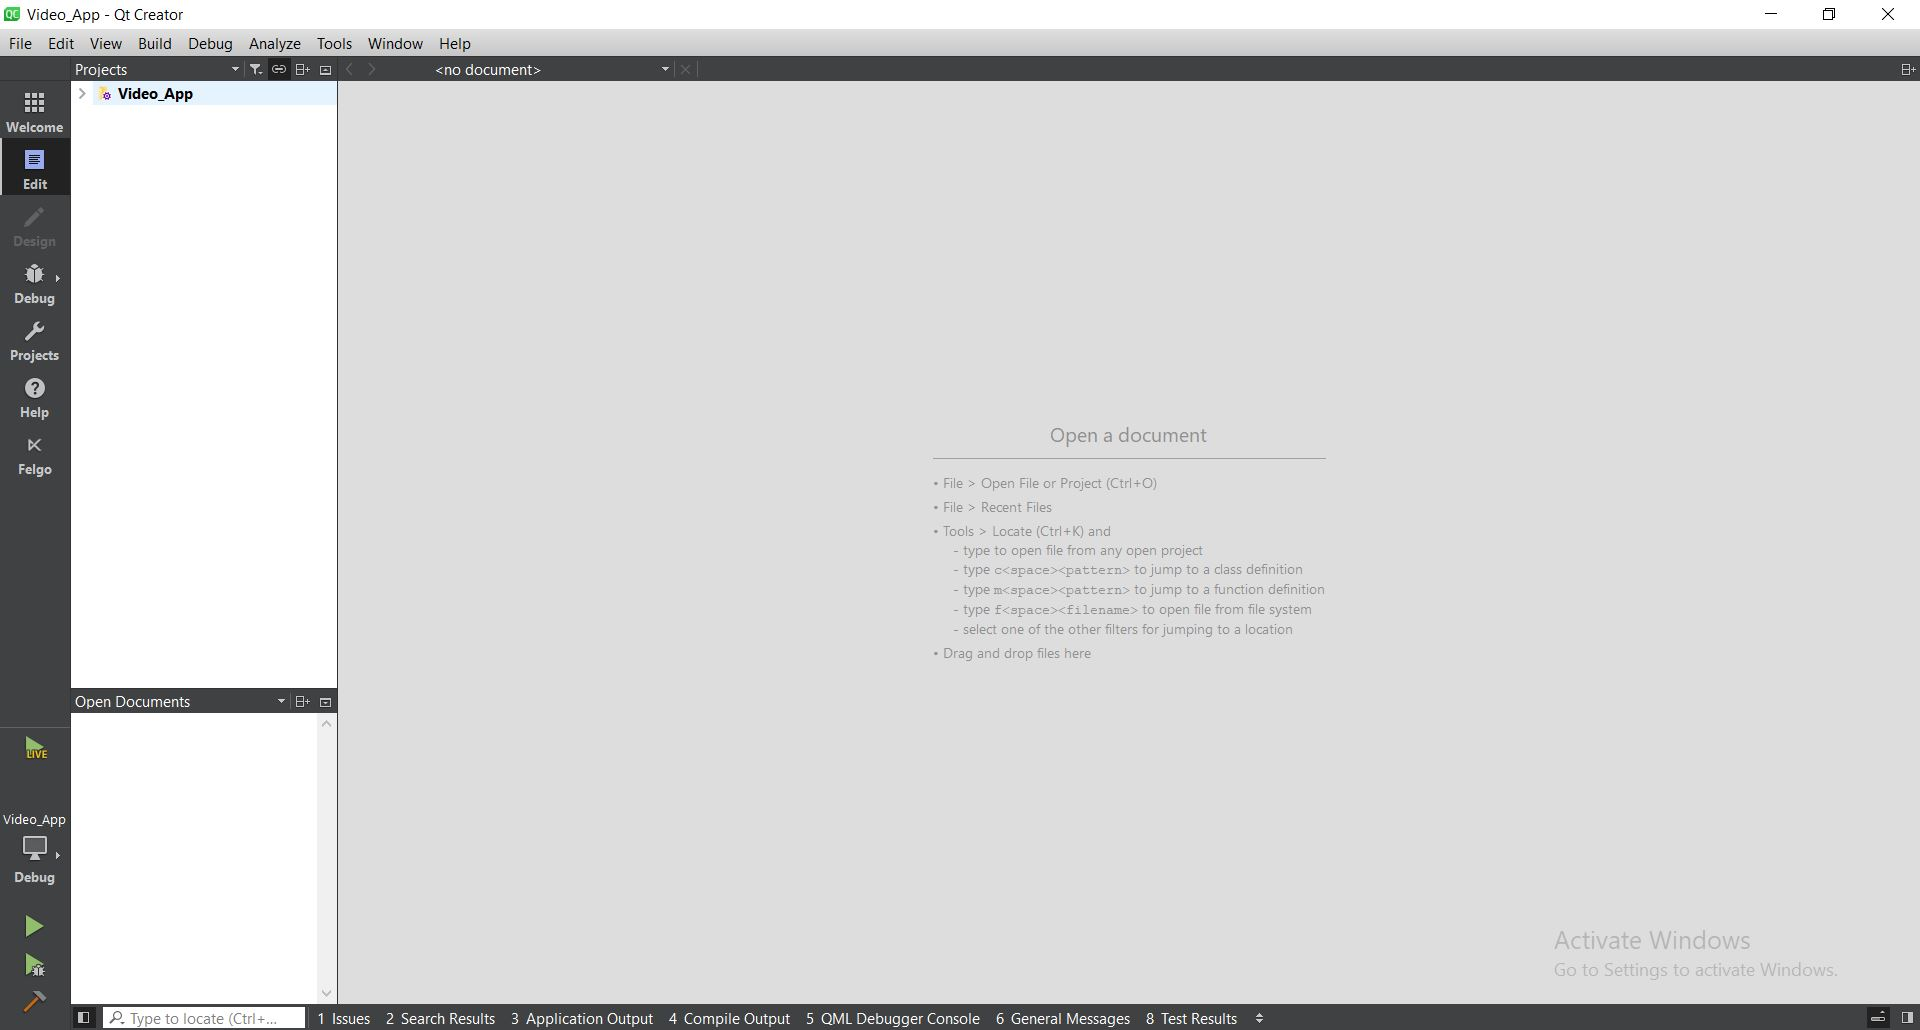 QC Video_App - Qt Creator
File Edit View Build Debug Analyze Tools Window Help
Projects <no document>
Video_App
Welcome
Edit
Design
Debug
Projects
? Help
Felgo
Open a document
• File > Open File or Project (Ctrl+O)
• File > Recent Files
• Tools > Locate (Ctrl+K) and
- type to open file from any open project
- type c<space><pattern> to jump to a class definition
- type m<space><pattern> to jump to a function definition
- type f<space><filename> to open file from file system
- select one of the other filters for jumping to a location
• Drag and drop files here
Open Documents
LIVE
Video_App
Debug
Activate Windows
Go to Settings to activate Windows.
Type to locate (Ctrl+... 1 Issues 2 Search Results 3 Application Output 4 Compile Output 5 QML Debugger Console 6 General Messages 8 Test Results